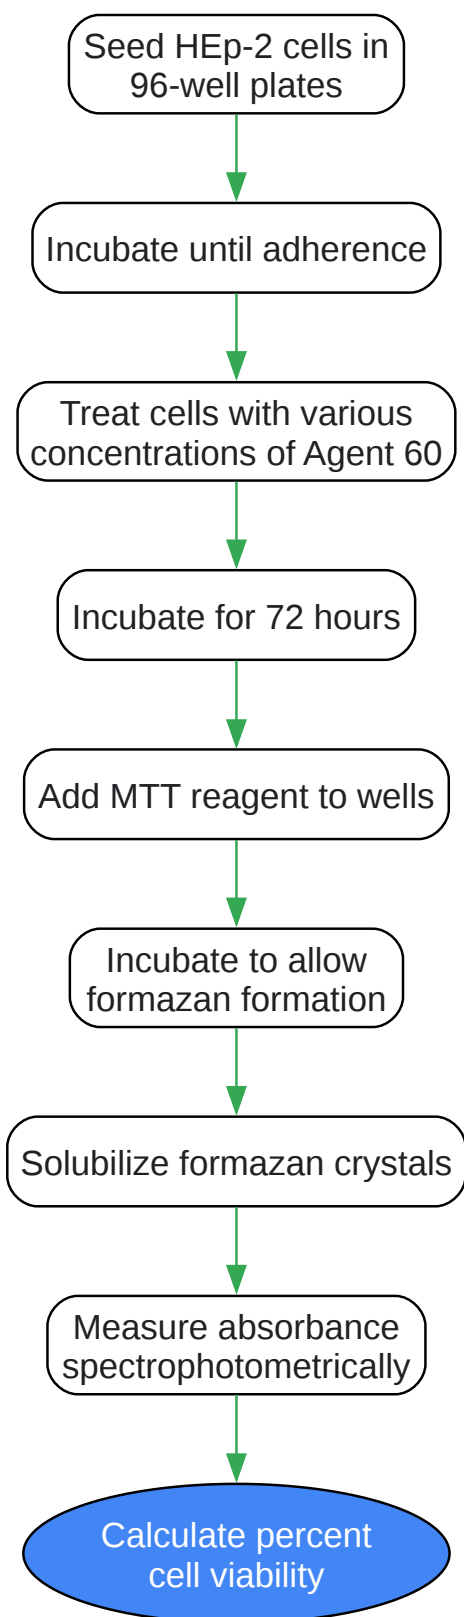 Seed HEp-2 cells in
96-well plates
Incubate until adherence
Treat cells with various
concentrations of Agent 60
Incubate for 72 hours
Add MTT reagent to wells
Incubate to allow
formazan formation
Solubilize formazan crystals
Measure absorbance
spectrophotometrically
Calculate percent
cell viability